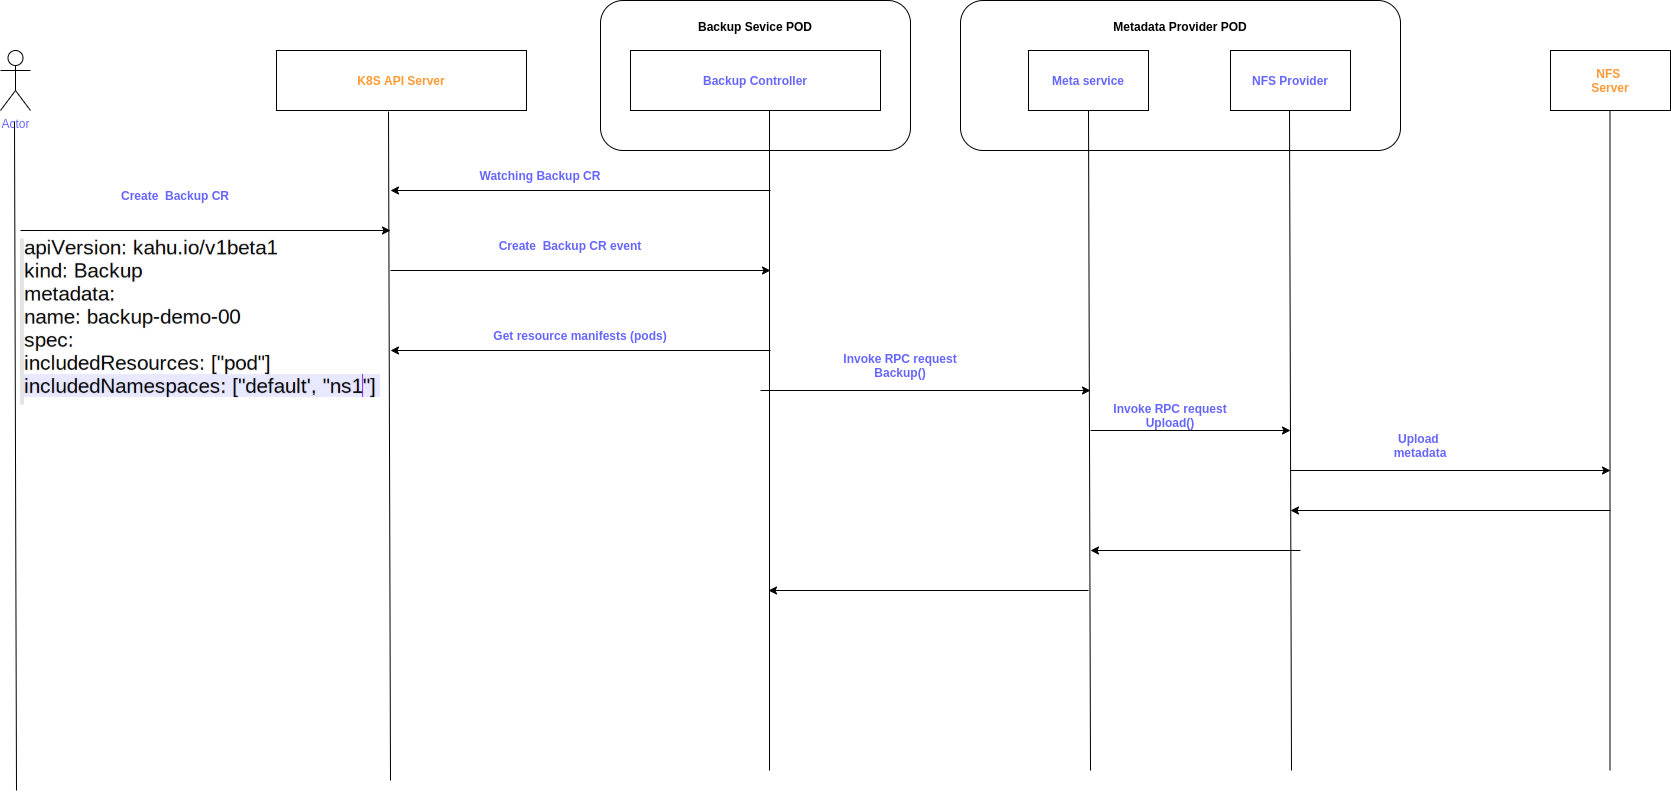 Backup Sevice POD
Metadata Provider POD
K8S API Server
Backup Controller
Meta service
NFS Provider
NFS
Server
Actor
Watching Backup CR
Create  Backup CR
Create  Backup CR event
apiVersion: kahu.io/v1beta1
kind: Backup
metadata:
name: backup-demo-00
spec:
includedResources: ["pod"]
includedNamespaces: ["default', "ns1"]
Get resource manifests (pods)
Invoke RPC request
Backup()
Invoke RPC request
Upload()
Upload
metadata